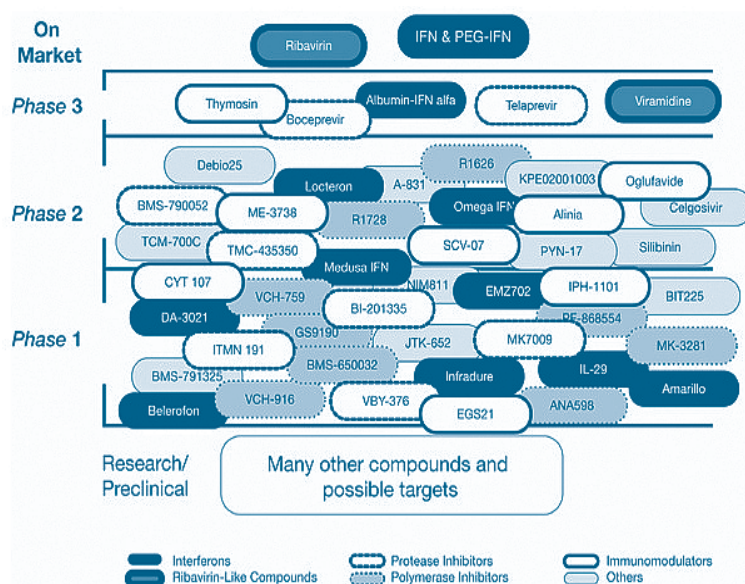 On
Market
Ribavirin
IFN & PEG-IFN
Phase 3
Thymosin
Boceprevir
Albumin-IFN alfa
Telaprevir
Viramidine
Phase 2
Debio25
Locteron
A-831
R1626
KPE02001003
Oglufavide
BMS-790052
ME-3738
R1728
Omega IFN
Alinia
Celgosivir
TCM-700C
TMC-435350
SCV-07
PYN-17
Silibinin
Medusa IFN
Phase 1
CYT 107
VCH-759
NIM811
EMZ702
IPH-1101
BIT225
DA-3021
BI-201335
PF-868554
GS9190
ITMN 191
JTK-652
MK7009
MK-3281
BMS-650032
BMS-791325
Infradure
IL-29
Amarillo
Belerofon
VCH-916
VBY-376
EGS21
ANA598
Research/
Preclinical
Many other compounds and
possible targets
Interferons
Protease Inhibitors
Immunomodulators
Ribavirin-Like Compounds
Polymerase Inhibitors
Others